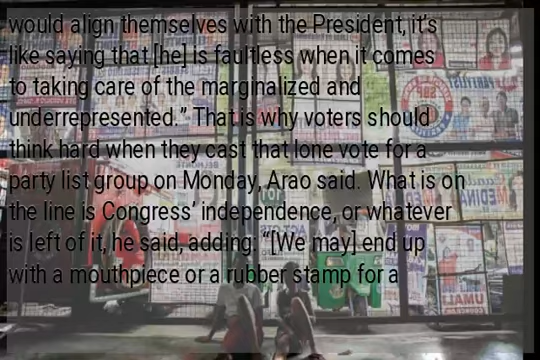 would align themselves with the President, it's
like saying that [he] is faultless when it comes
to taking care of the marginalized and
underrepresented.” That is why voters should
think hard when they cast that lone vote for a
party list group on Monday, Arao said. What is on
the line is Congress’ independence, or whatever
is left of it, he said, adding: “[We may] end up
with a mouthpiece or a rubber stamp for a
UMALI